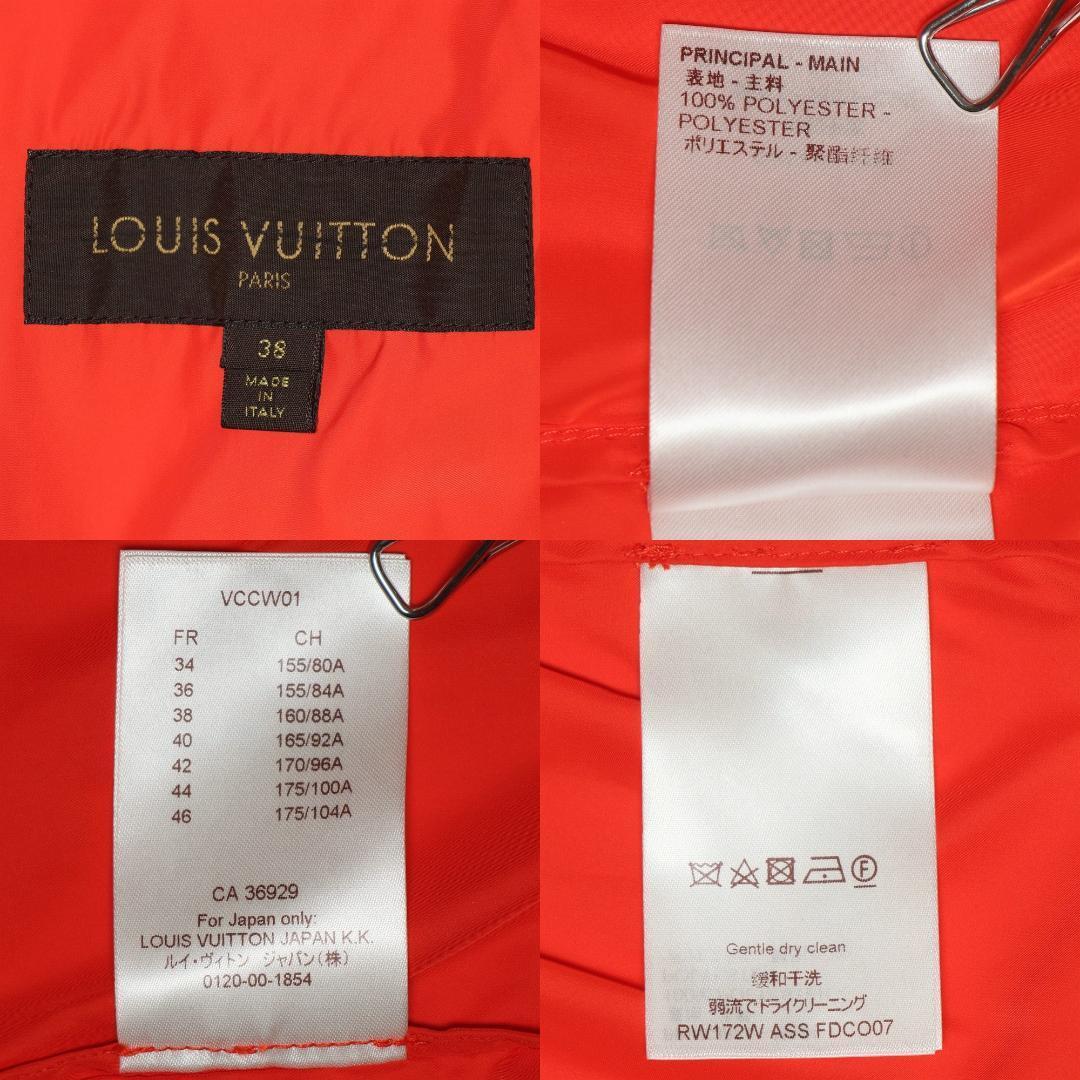 LOUIS VUITTON
PARIS
38
MADE
IN
ITALY
PRINCIPAL - MAIN
表地 - 主料
100% POLYESTER -
POLYESTER
ポリエステル - 聚酯纤维
VCCW01
FR CH
34 155/80A
36 155/84A
38 160/88A
40 165/92A
42 170/96A
44 175/100A
46 175/104A
CA 36929
For Japan only:
LOUIS VUITTON JAPAN K.K.
ルイ・ヴィトン ジャパン(株)
0120-00-1854
Gentle dry clean
缓和干洗
弱流でドライクリーニング
RW172W ASS FDCO07